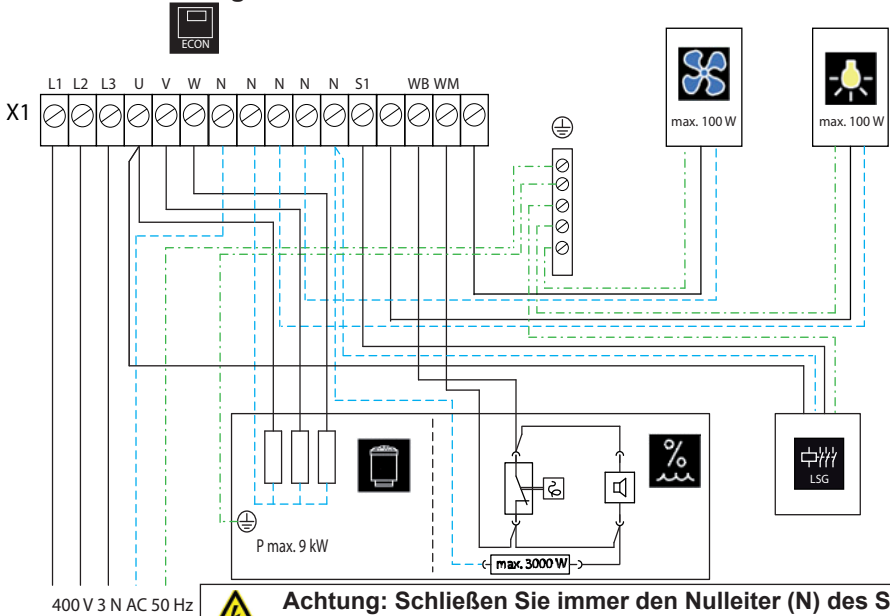 ECON
L1 L2 L3 U V W N N N N N S1 WB WM
X1
max. 100 W
max. 100 W
%
LSG
P max. 9 kW
max. 3000 W
400 V 3 N AC 50 Hz
Achtung: Schließen Sie immer den Nulleiter (N) des S